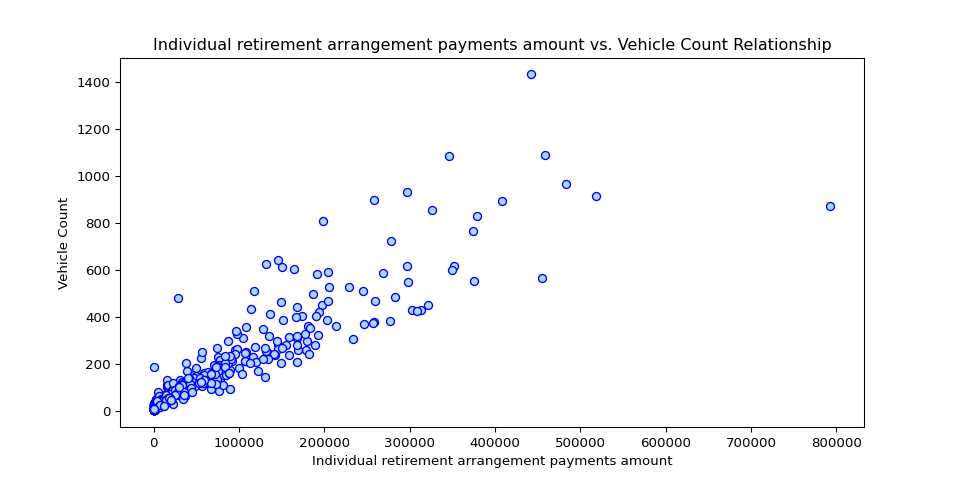 Individual retirement arrangement payments amount vs. Vehicle Count Relationship
1400
1200
1000
800
600
400
200
0
Vehicle Count
0 100000 200000 300000 400000 500000 600000 700000 800000
Individual retirement arrangement payments amount